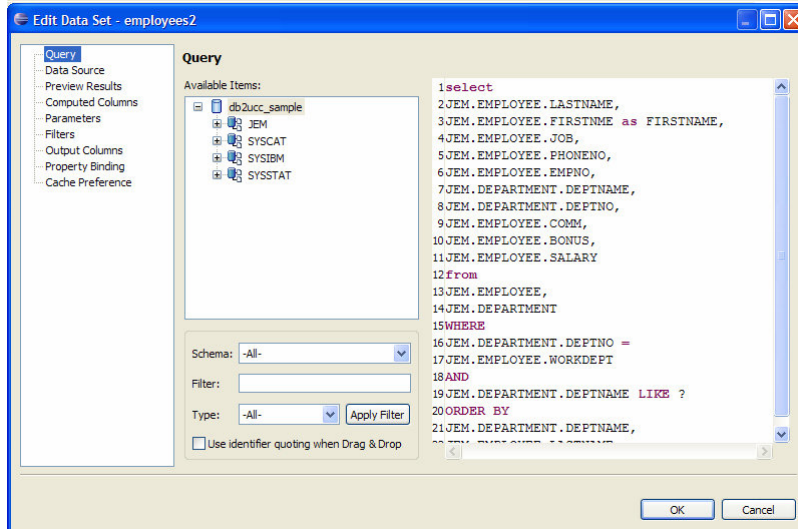 Edit Data Set - employees2
Query
Data Source
Preview Results
Computed Columns
Parameters
Filters
Output Columns
Property Binding
Cache Preference
Query
Available Items:
db2ucc_sample
JEM
SYSCAT
SYSIBM
SYSSTAT
Schema: -All-
Filter:
Type: -All- Apply Filter
Use identifier quoting when Drag & Drop
1select
2JEM.EMPLOYEE.LASTNAME,
3JEM.EMPLOYEE.FIRSTNME as FIRSTNAME,
4JEM.EMPLOYEE.JOB,
5JEM.EMPLOYEE.PHONENO,
6JEM.EMPLOYEE.EMPNO,
7JEM.DEPARTMENT.DEPTNAME,
8JEM.DEPARTMENT.DEPTNO,
9JEM.EMPLOYEE.COMM,
10JEM.EMPLOYEE.BONUS,
11JEM.EMPLOYEE.SALARY
12from
13JEM.EMPLOYEE,
14JEM.DEPARTMENT
15WHERE
16JEM.DEPARTMENT.DEPTNO =
17JEM.EMPLOYEE.WORKDEPT
18AND
19JEM.DEPARTMENT.DEPTNAME LIKE ?
20ORDER BY
21JEM.DEPARTMENT.DEPTNAME,
OK
Cancel